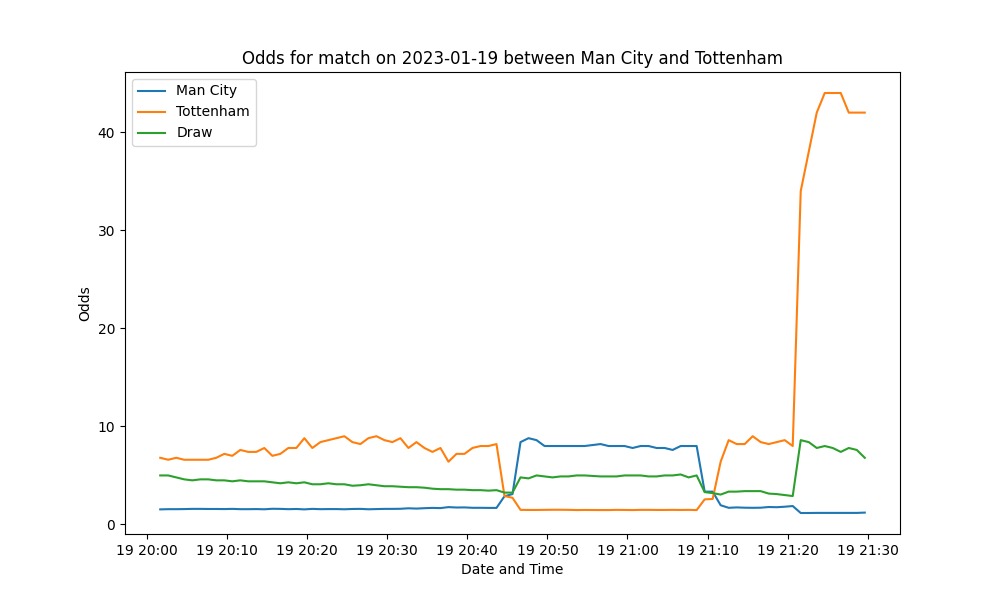 Odds for match on 2023-01-19 between Man City and Tottenham
Man City
Tottenham
Draw
40
30
20
10
0
Odds
19 20:00 19 20:10 19 20:20 19 20:30 19 20:40 19 20:50 19 21:00 19 21:10 19 21:20 19 21:30
Date and Time